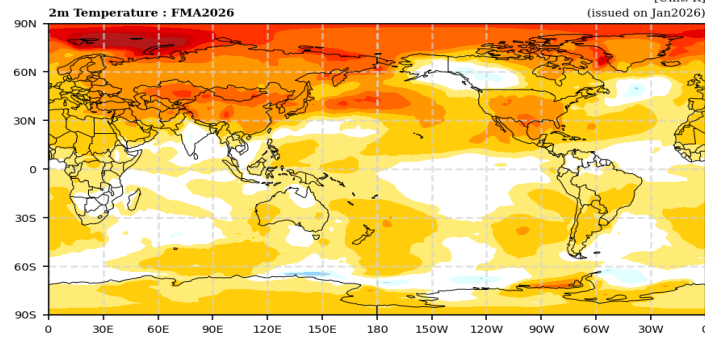 2m Temperature : FMA2026
(issued on Jan2026)
90N
60N
30N
0
30S
60S
90S
0 30E 60E 90E 120E 150E 180 150W 120W 90W 60W 30W